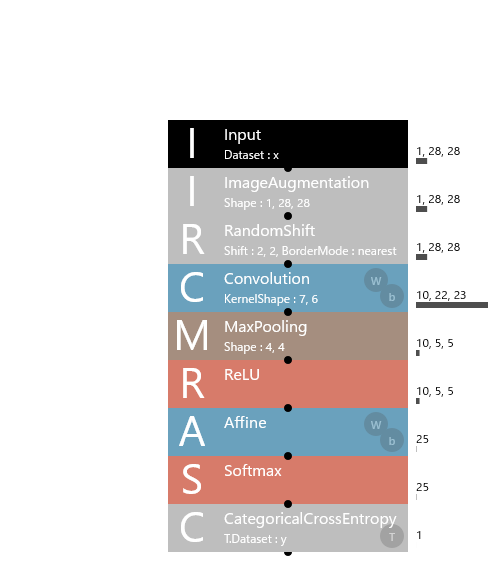 I
Input
Dataset : x
1, 28, 28
I
ImageAugmentation
Shape : 1, 28, 28
1, 28, 28
R
RandomShift
Shift : 2, 2, BorderMode : nearest
1, 28, 28
C
Convolution
KernelShape : 7, 6
W
b
10, 22, 23
M
MaxPooling
Shape : 4, 4
10, 5, 5
R
ReLU
10, 5, 5
A
Affine
W
b
25
S
Softmax
25
C
CategoricalCrossEntropy
T.Dataset : y
T
1